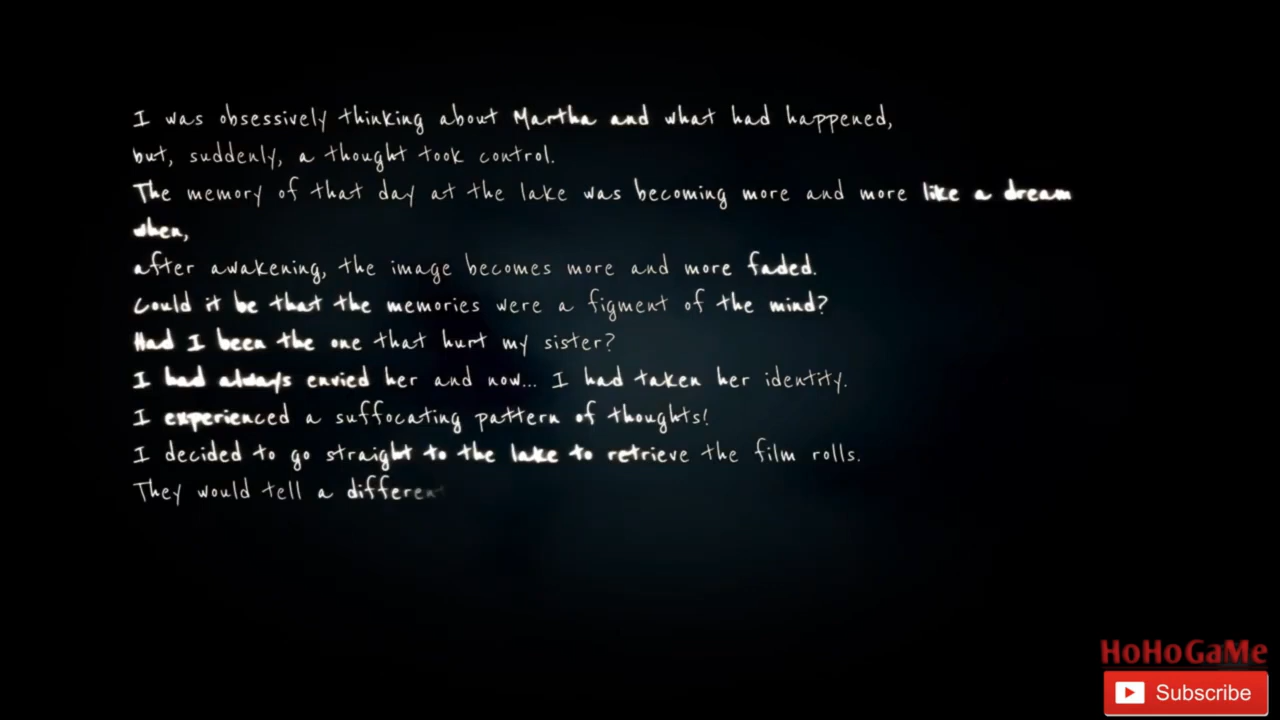 I was obsessively thinking about Martha and what had happened,
but, suddenly, a thought took control.
The memory of that day at the lake was becoming more and more like a dream
when,
after awakening, the image becomes more and more faded.
Could it be that the memories were a figment of the mind?
Had I been the one that hurt my sister?
I had always envied her and now... I had taken her identity.
I experienced a suffocating pattern of thoughts!
I decided to go straight to the lake to retrieve the film rolls.
They would tell a differen
HoHoGaMe
Subscribe